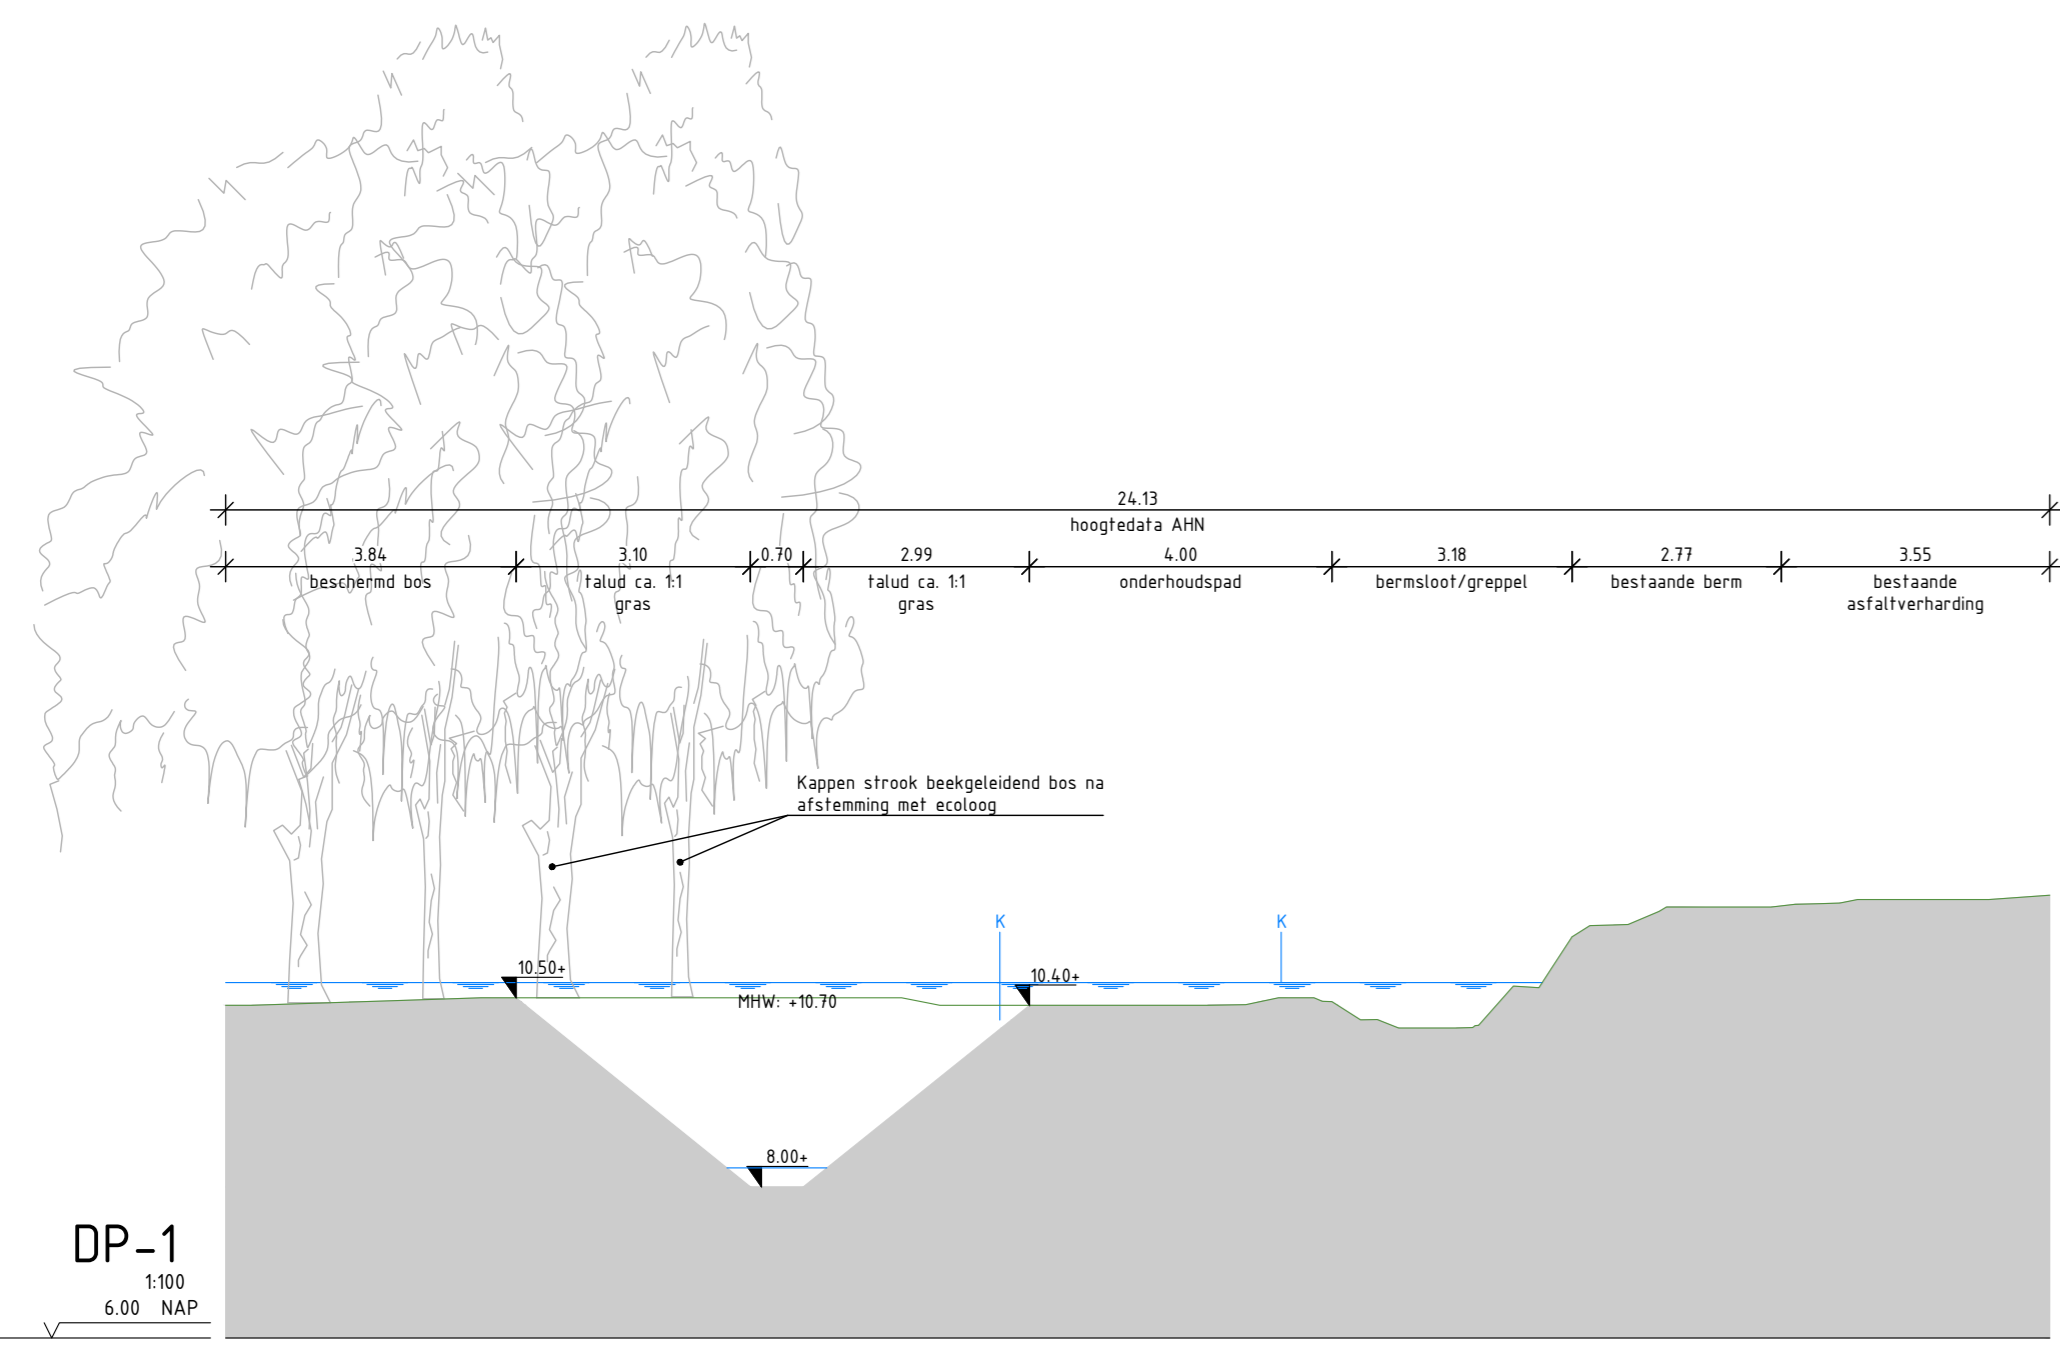 24.13
hoogtedata AHN
3.84 3.10 0.70 2.99 4.00 3.18 2.77 3.55
beschermd bos
talud ca. 1:1
gras
talud ca. 1:1
gras
onderhoudspad
bermsloot/greppel
bestaande berm
bestaande
asfaltverharding
Kappen strook beekgeleidend bos na
afstemming met ecoloog
K K
10.50+
10.40+
MHW: +10.70
8.00+
DP-1
1:100
6.00 NAP